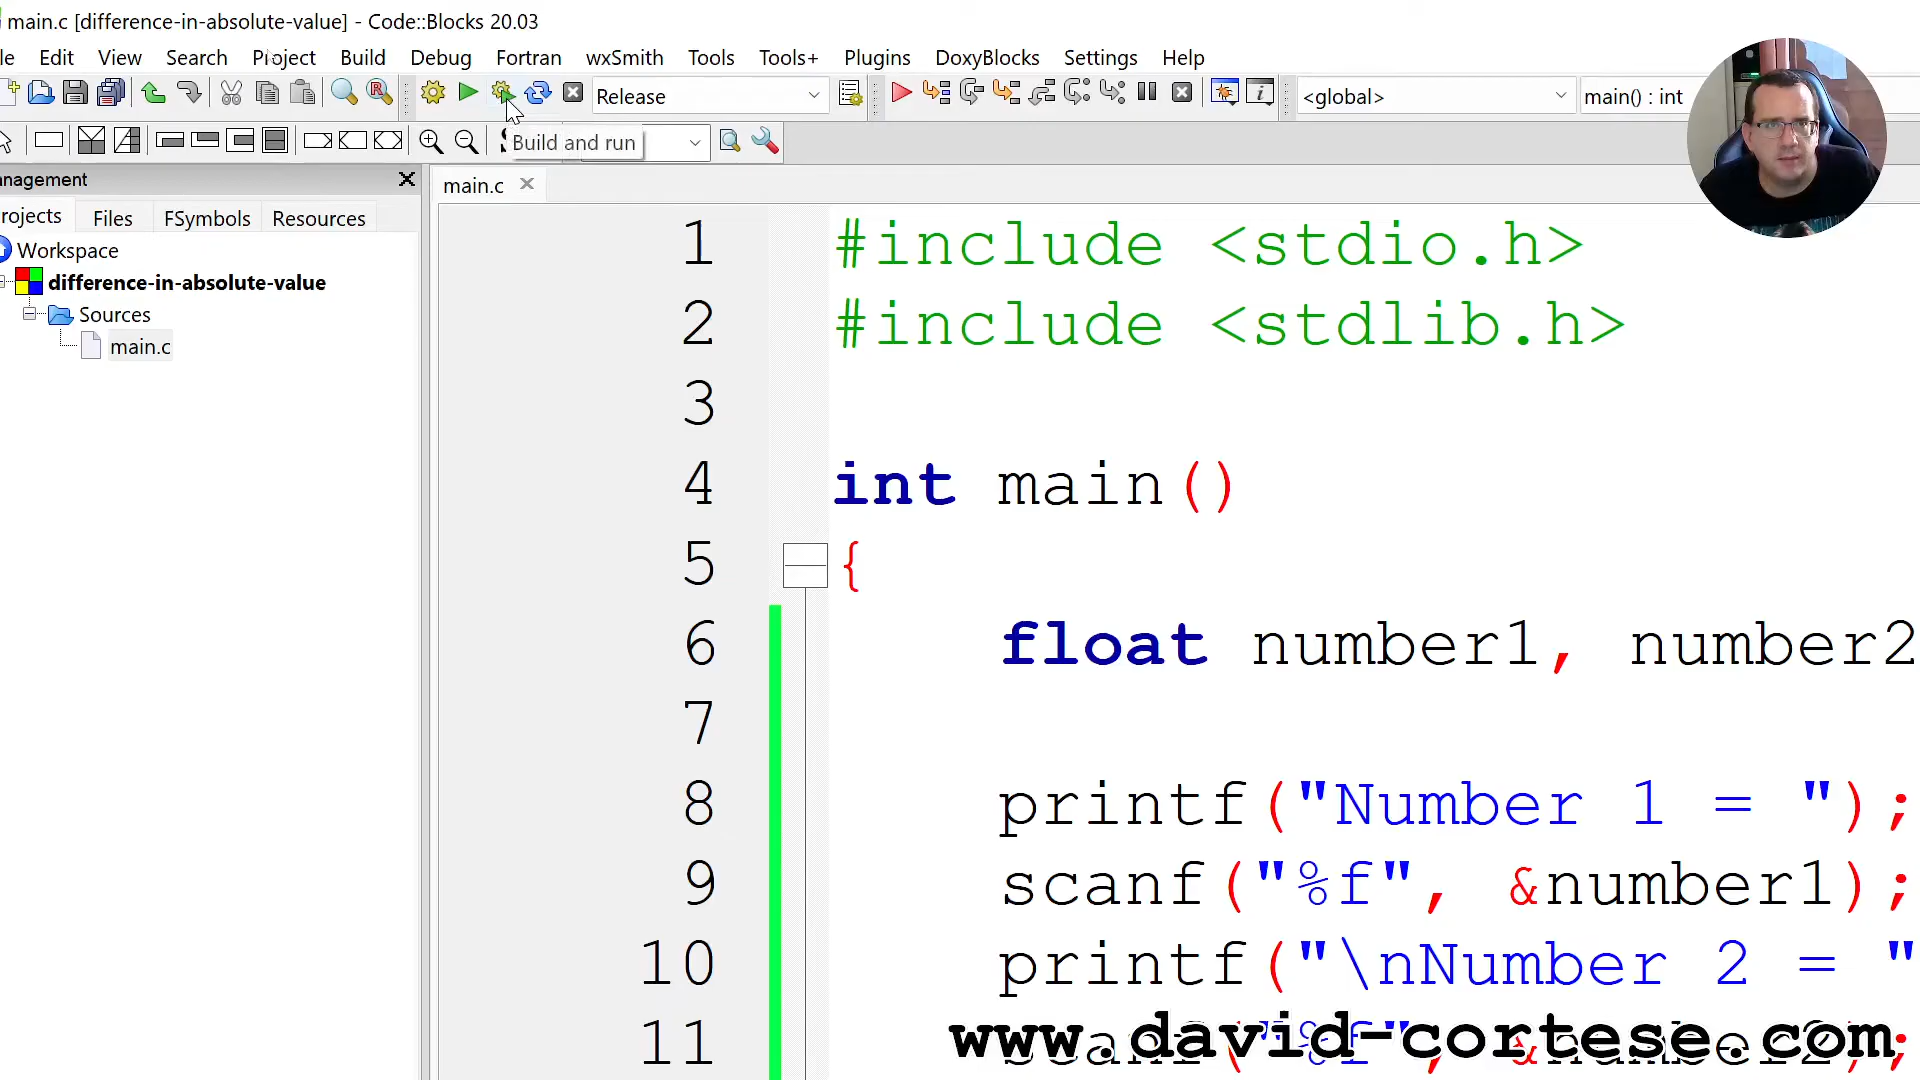 main.c [difference-in-absolute-value] - Code::Blocks 20.03
le Edit View Search Project Build Debug Fortran wxSmith Tools Tools+ Plugins DoxyBlocks Settings Help
Release <global> main() : int
Build and run
nagement
main.c
rojects Files FSymbols Resources
Workspace
difference-in-absolute-value
Sources
main.c
1 #include <stdio.h>
2 #include <stdlib.h>
3
4 int main()
5 {
6 float number1, number2
7
8 printf("Number 1 = ");
9 scanf("%f", &number1);
10 printf("\nNumber 2 = "
11 scanf("%f", &number2);
www.david-cortese.com